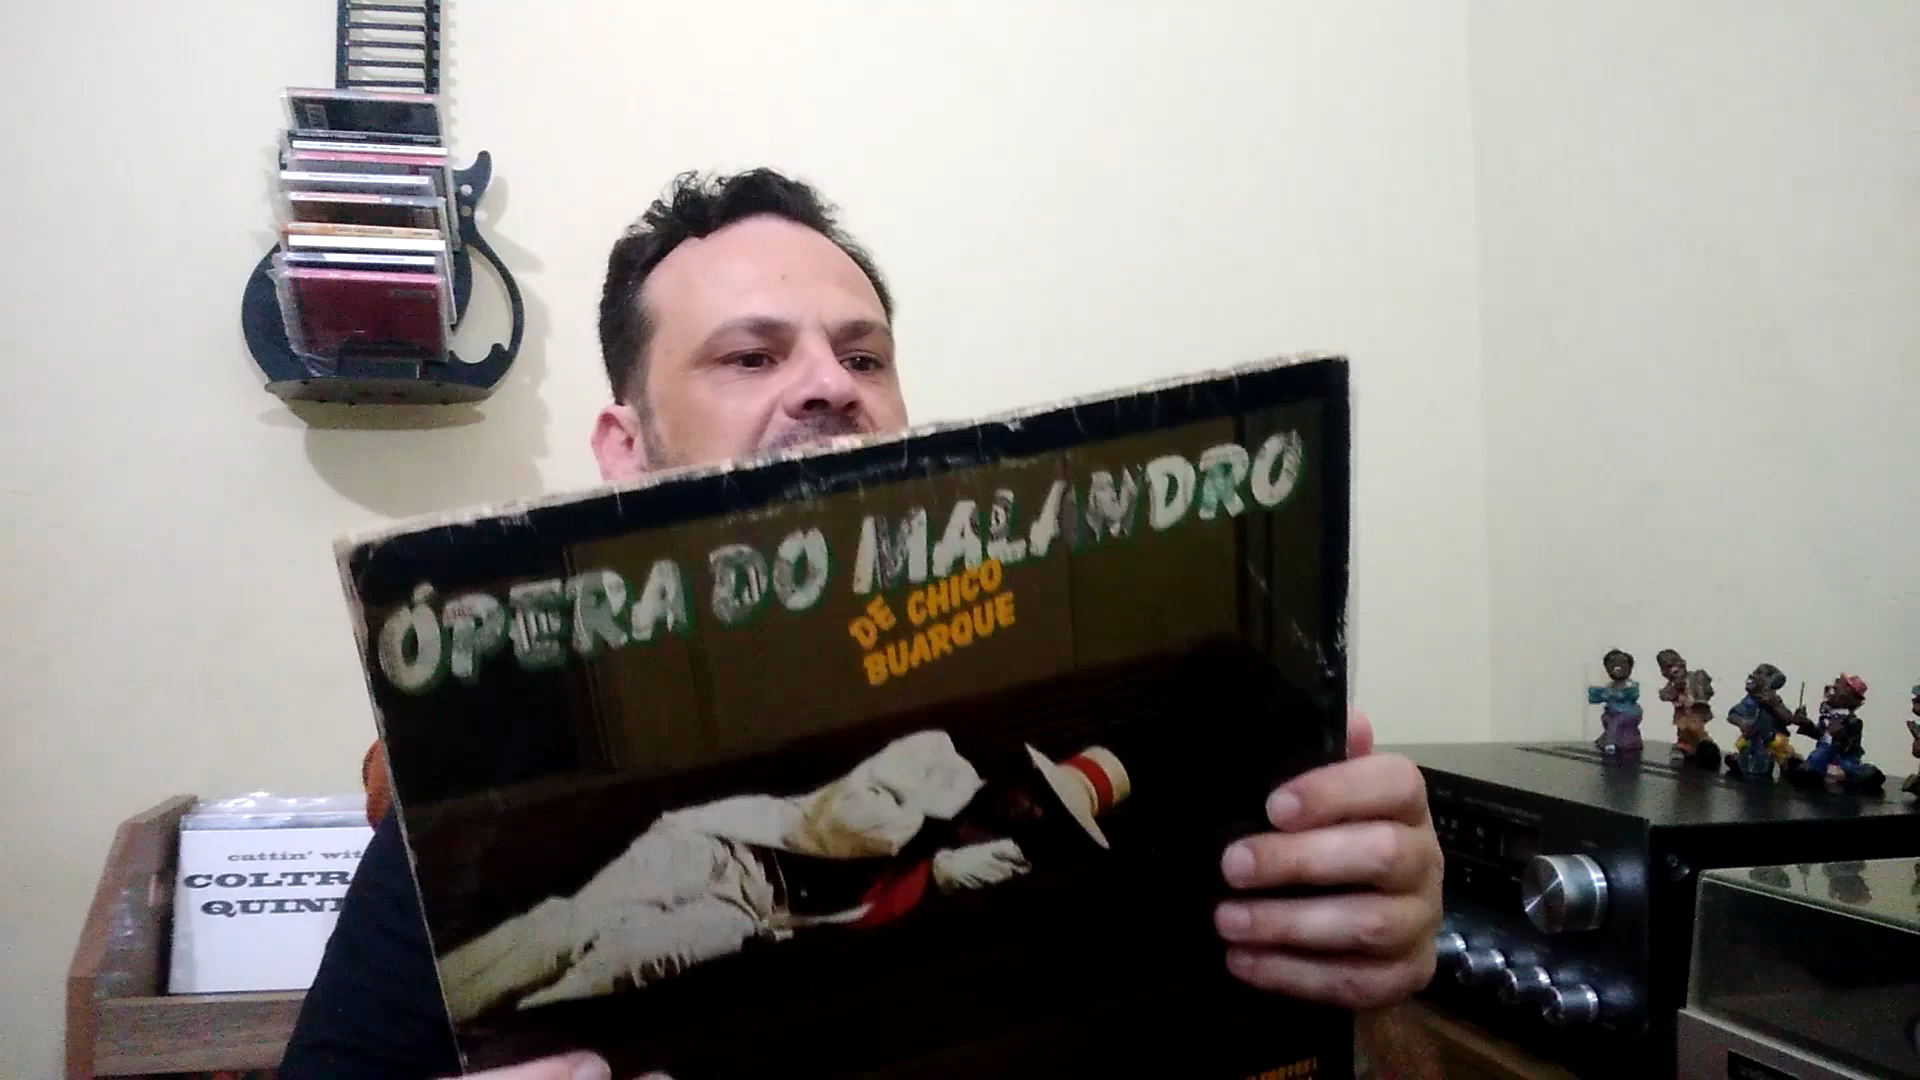 ÓPERA DO MALANDRO
DE CHICO
BUARQUE
cattin' wit
COLTR
QUIN